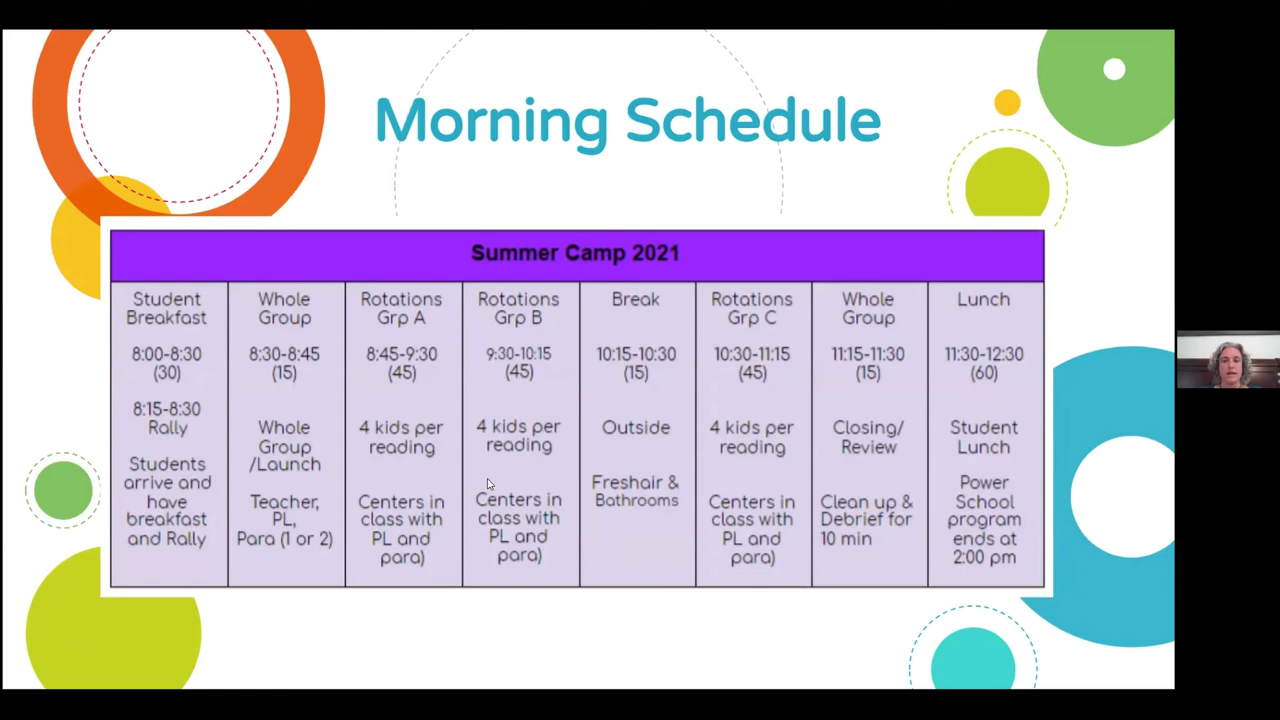 Morning Schedule
Summer Camp 2021
Student
Breakfast
8:00-8:30
(30)
8:15-8:30
Rally
Students
arrive and
have
breakfast
and Rally
Whole
Group
8:30-8:45
(15)
Whole
Group
/Launch
Teacher,
PL,
Para (1 or 2)
Rotations
Grp A
8:45-9:30
(45)
4 kids per
reading
Centers in
class with
PL and
para)
Rotations
Grp B
9:30-10:15
(45)
4 kids per
reading
Centers in
class with
PL and
para)
Break
10:15-10:30
(15)
Outside
Freshair &
Bathrooms
Rotations
Grp C
10:30-11:15
(45)
4 kids per
reading
Centers in
class with
PL and
para)
Whole
Group
11:15-11:30
(15)
Closing/
Review
Clean up &
Debrief for
10 min
Lunch
11:30-12:30
(60)
Student
Lunch
Power
School
program
ends at
2:00 pm